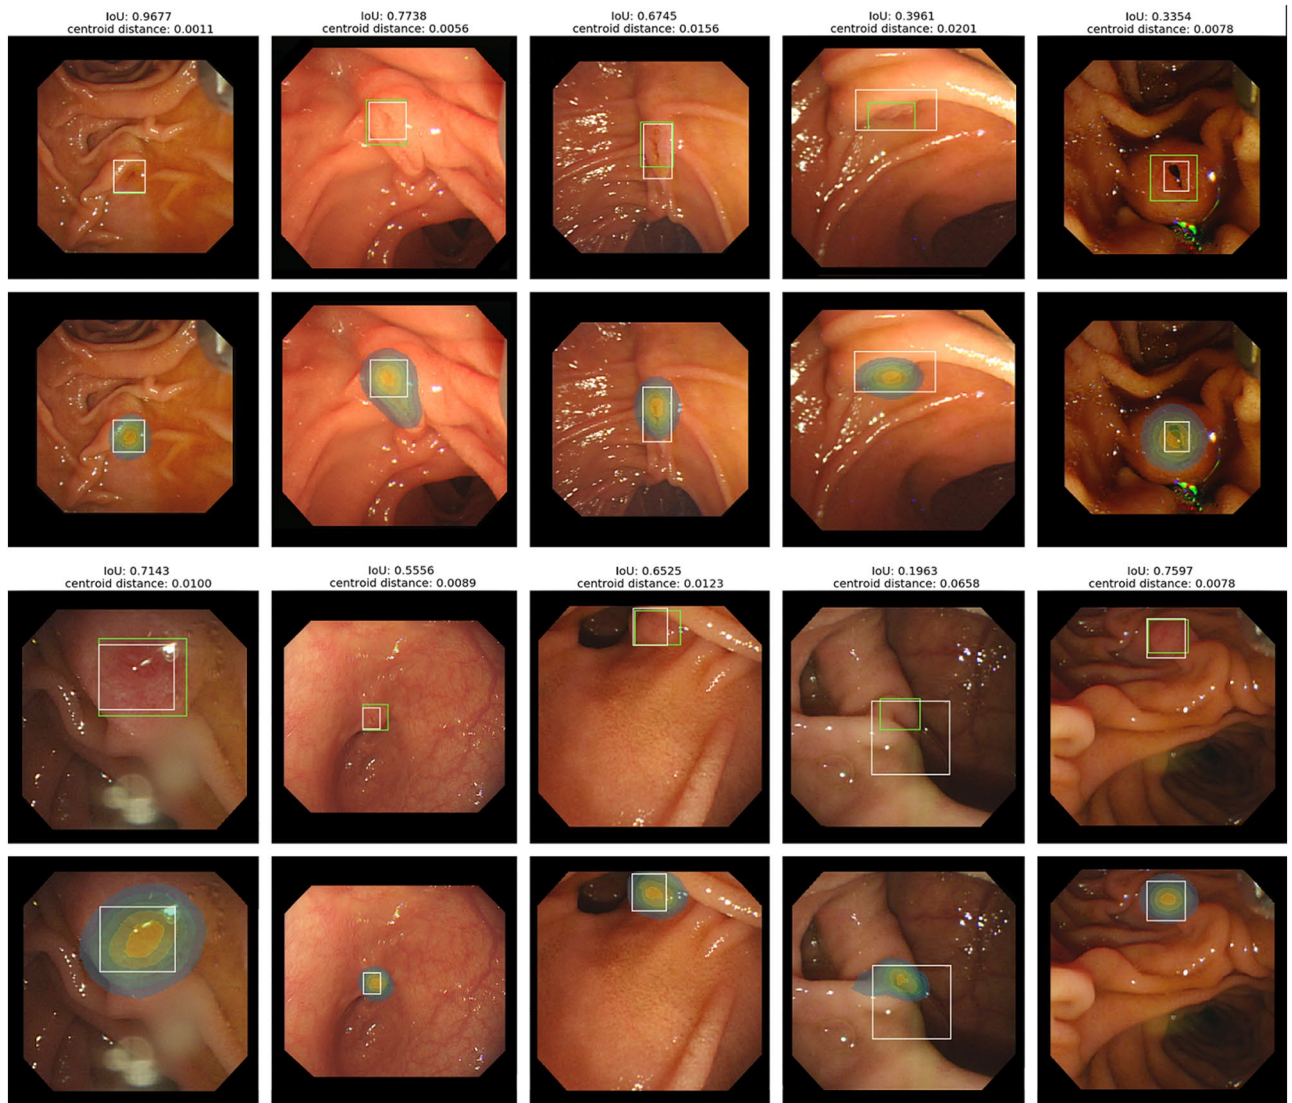 IoU: 0.9677
centroid distance: 0.0011
IoU: 0.7738
centroid distance: 0.0056
IoU: 0.6745
centroid distance: 0.0156
IoU: 0.3961
centroid distance: 0.0201
IoU: 0.3354
centroid distance: 0.0078
IoU: 0.7143
centroid distance: 0.0100
IoU: 0.5556
centroid distance: 0.0089
IoU: 0.6525
centroid distance: 0.0123
IoU: 0.1963
centroid distance: 0.0658
IoU: 0.7597
centroid distance: 0.0078